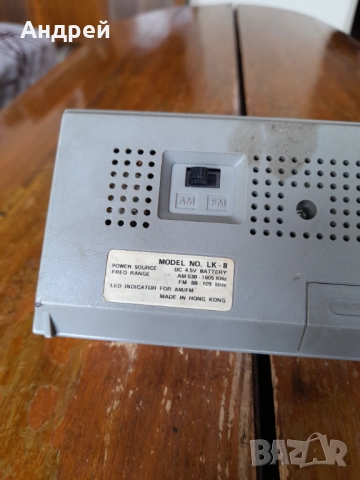 Андрей
AM FM
MODEL NO. LK-8
POWER SOURCE DC 4.5V BATTERY
FREQ RANGE AM 530-1605 KHz
FM 88-108 MHz
LED INDICATOR FOR AM/FM
MADE IN HONG KONG
BAZAR